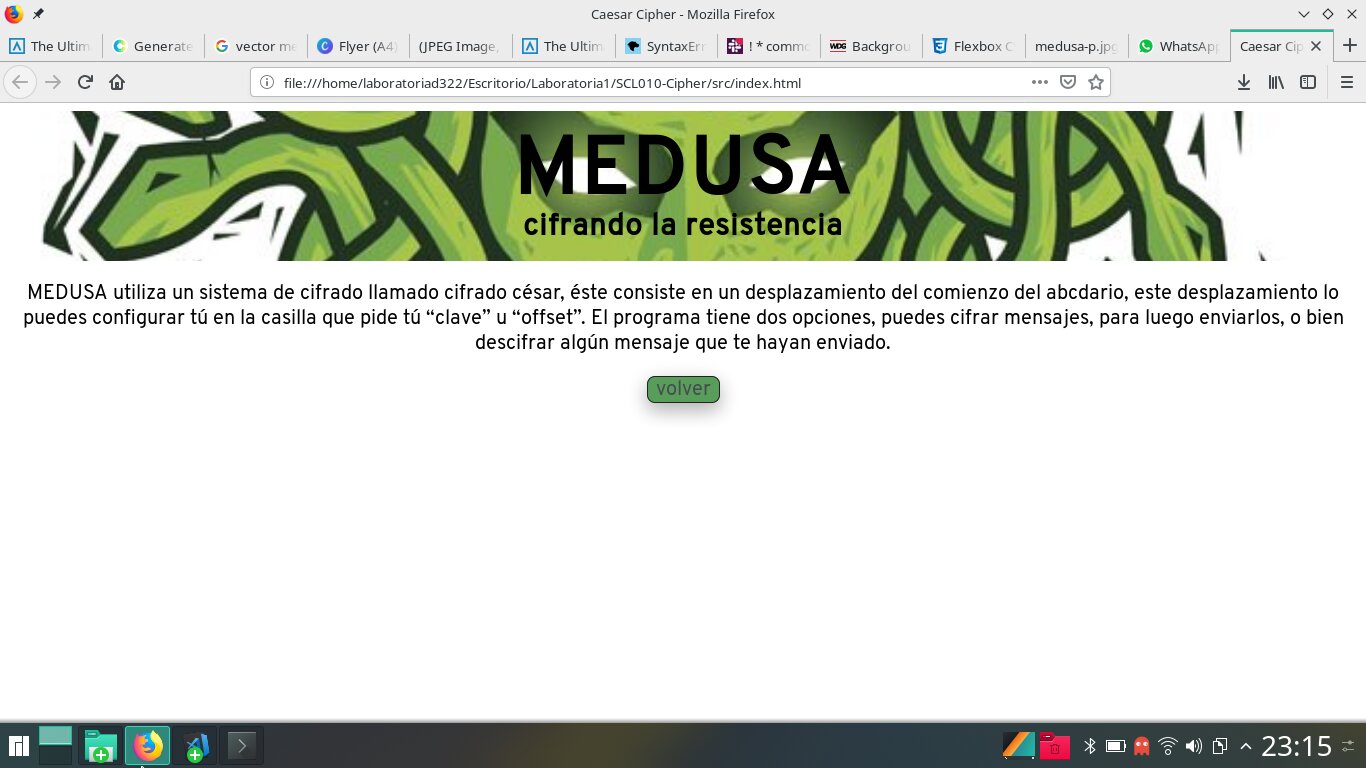 Caesar Cipher - Mozilla Firefox
The Ultim
Generate
vector me
Flyer (A4)
(JPEG Image,
The Ultim
SyntaxErr
! * commo
WDG Backgrou
Flexbox C
medusa-p.jpg
WhatsApp
Caesar Cip
file:///home/laboratoriad322/Escritorio/Laboratoria1/SCL010-Cipher/src/index.html
MEDUSA
cifrando la resistencia
MEDUSA utiliza un sistema de cifrado llamado cifrado césar, éste consiste en un desplazamiento del comienzo del abcdario, este desplazamiento lo
puedes configurar tú en la casilla que pide tú “clave” u “offset”. El programa tiene dos opciones, puedes cifrar mensajes, para luego enviarlos, o bien
descifrar algún mensaje que te hayan enviado.
volver
23:15